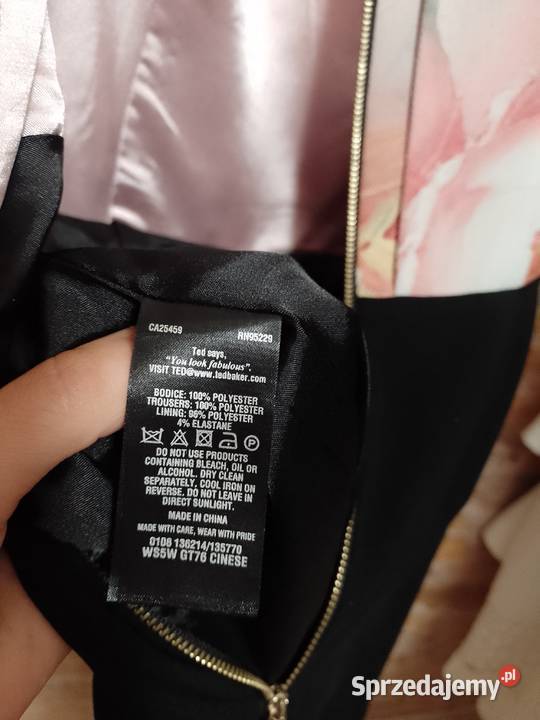 CA25459 RN95229
Ted says,
"You look fabulous".
VISIT TED@www.tedbaker.com
BODICE: 100% POLYESTER
TROUSERS: 100% POLYESTER
LINING: 96% POLYESTER
4% ELASTANE
DO NOT USE PRODUCTS
CONTAINING BLEACH, OIL OR
ALCOHOL. DRY CLEAN
SEPARATELY. COOL IRON ON
REVERSE. DO NOT LEAVE IN
DIRECT SUNLIGHT.
MADE IN CHINA
MADE WITH CARE, WEAR WITH PRIDE
0108 136214/135770
WS5W GT76 CINESE
Sprzedajemy.pl